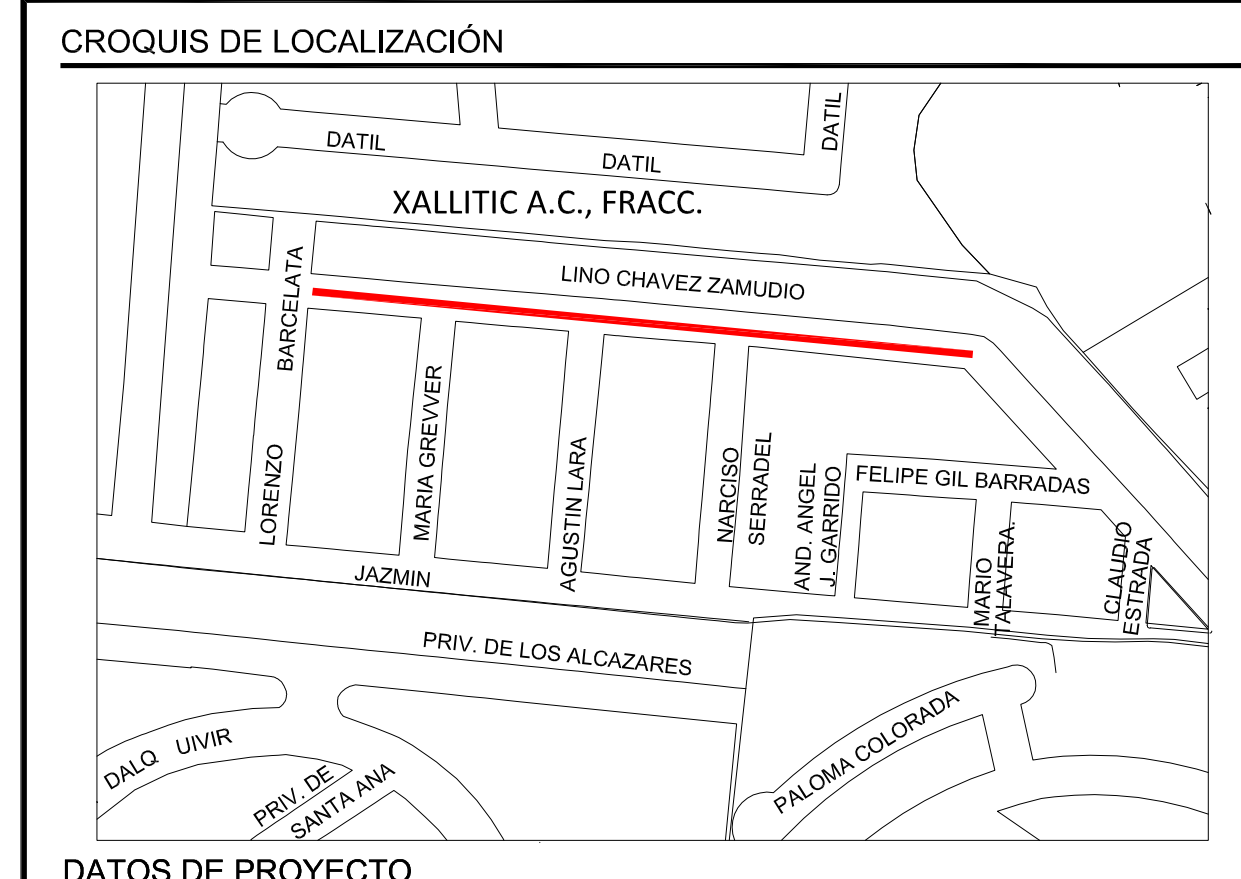 CROQUIS DE LOCALIZACIÓN
DATIL
DATIL
DATIL
XALLITIC A.C., FRACC.
LINO CHAVEZ ZAMUDIO
LORENZO BARCELATA
MARIA GREVVER
AGUSTIN LARA
NARCISO
SERRADEL
AND. ANGEL
J. GARRIDO
FELIPE GIL BARRADAS
MARIO
TALAVERA.
CLAUDIO
ESTRADA
JAZMIN
PRIV. DE LOS ALCAZARES
DALQ UIVIR
PRIV. DE
SANTA ANA
PALOMA COLORADA
DATOS DE PROYECTO